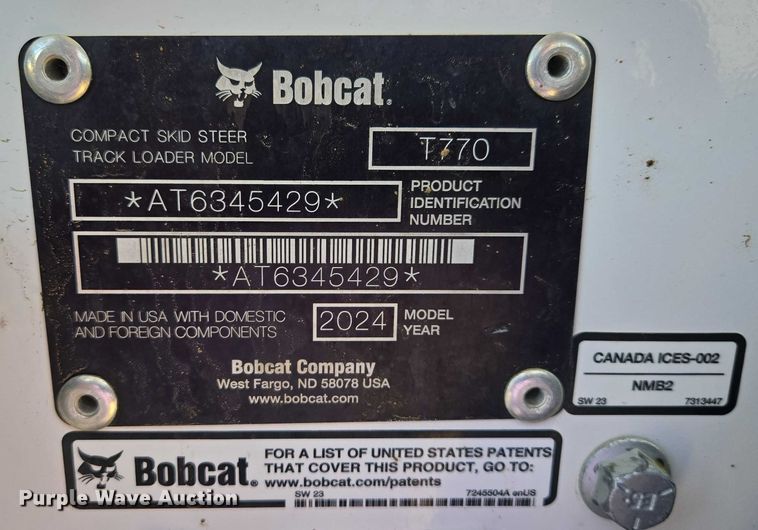 Bobcat.
COMPACT SKID STEER
TRACK LOADER MODEL
T770
*AT6345429*
PRODUCT
IDENTIFICATION
NUMBER
*AT6345429*
MADE IN USA WITH DOMESTIC
AND FOREIGN COMPONENTS
2024
MODEL
YEAR
Bobcat Company
West Fargo, ND 58078 USA
www.bobcat.com
CANADA ICES-002
NMB2
SW 23
7313447
Bobcat.
FOR A LIST OF UNITED STATES PATENTS
THAT COVER THIS PRODUCT, GO TO:
www.bobcat.com/patents
SW 23
7245504A enUS
Purple Wave Auction